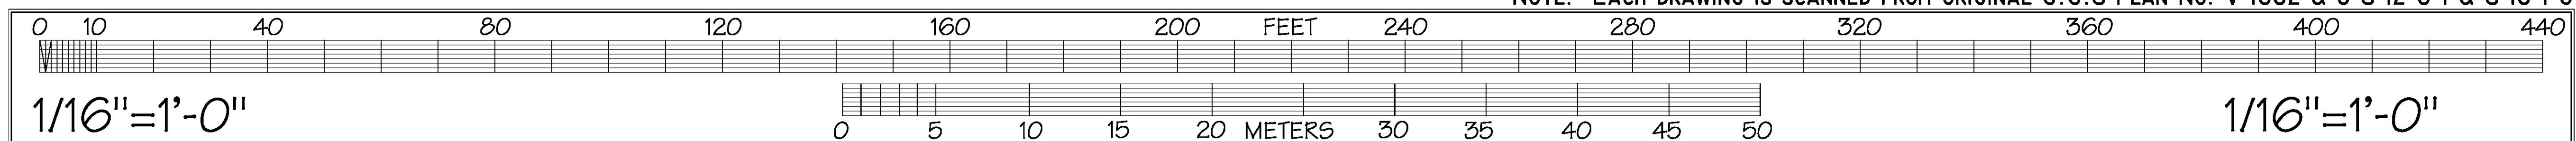 NOTE: EACH DRAWING IS SCANNED FROM ORIGINAL
0 10 40 80 120 160 200 FEET 240 280 320 360 400 440
0 5 10 15 20 METERS 30 35 40 45 50
1/16"=1'-0" 1/16"=1'-0"